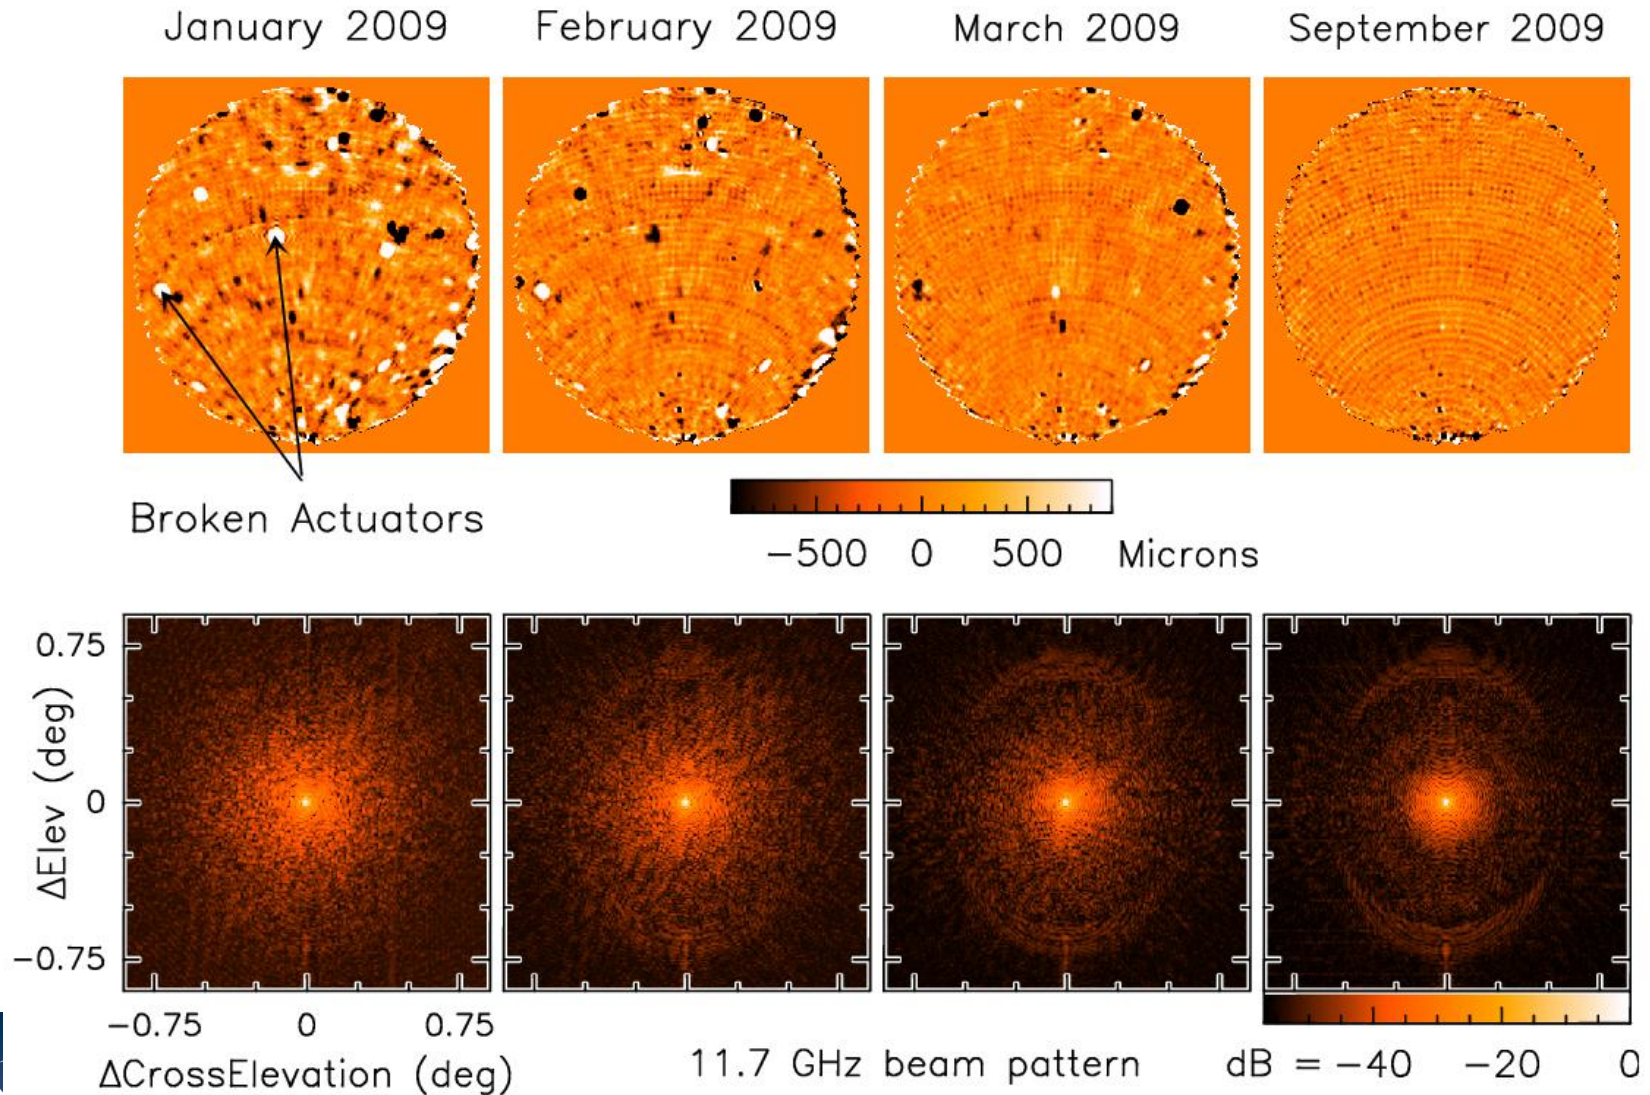 January 2009
February 2009
March 2009
September 2009
Broken Actuators
−500 0 500 Microns
0.75
0
−0.75
ΔElev (deg)
−0.75 0 0.75
ΔCrossElevation (deg)
11.7 GHz beam pattern
dB = −40 −20 0